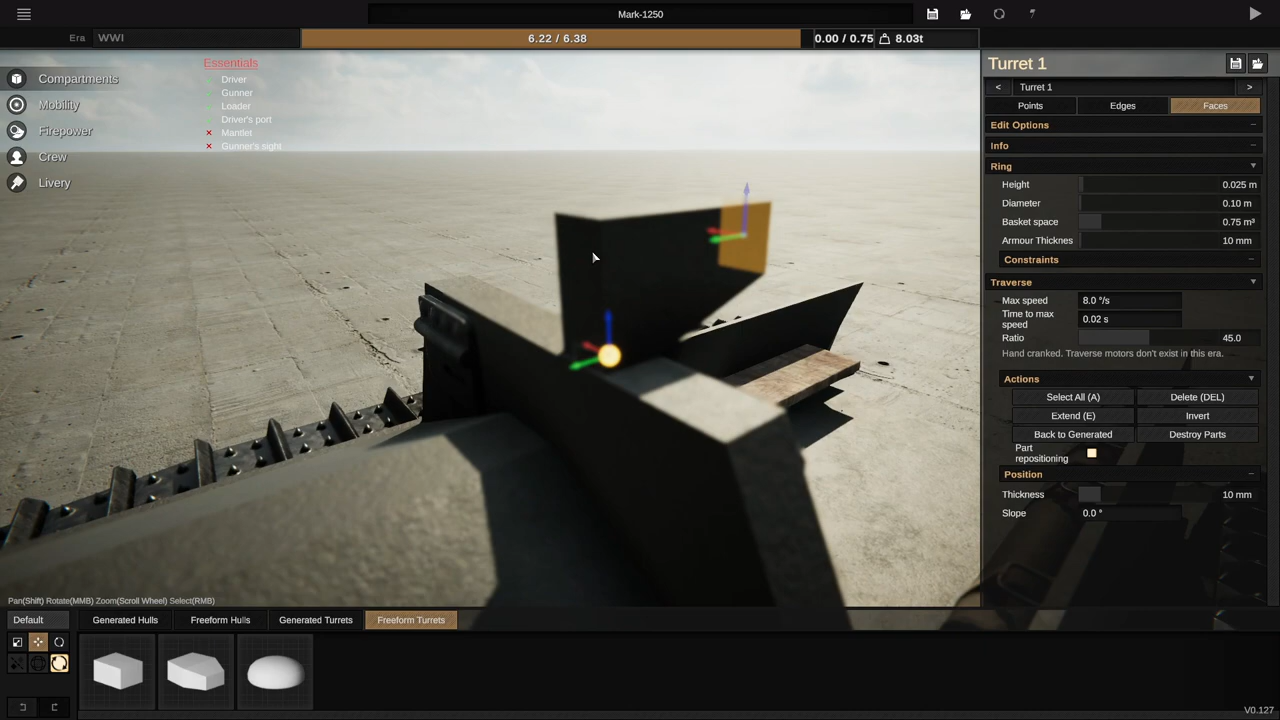 Mark-1250
Era WWI 6.22 / 6.38 0.00 / 0.75 8.03t
Essentials
Driver
Gunner
Loader
Driver's port
Mantlet
Gunner's sight
Compartments
Mobility
Firepower
Crew
Livery
Turret 1
< Turret 1 >
Points Edges Faces
Edit Options
Info
Ring
Height 0.025 m
Diameter 0.10 m
Basket space 0.75 m³
Armour Thicknes 10 mm
Constraints
Traverse
Max speed 8.0 °/s
Time to max
speed 0.02 s
Ratio 45.0
Hand cranked. Traverse motors don't exist in this era.
Actions
Select All (A) Delete (DEL)
Extend (E) Invert
Back to Generated Destroy Parts
Part
repositioning
Position
Thickness 10 mm
Slope 0.0 °
Pan(Shift) Rotate(MMB) Zoom(Scroll Wheel) Select(RMB)
Default Generated Hulls Freeform Hulls Generated Turrets Freeform Turrets
V0.127